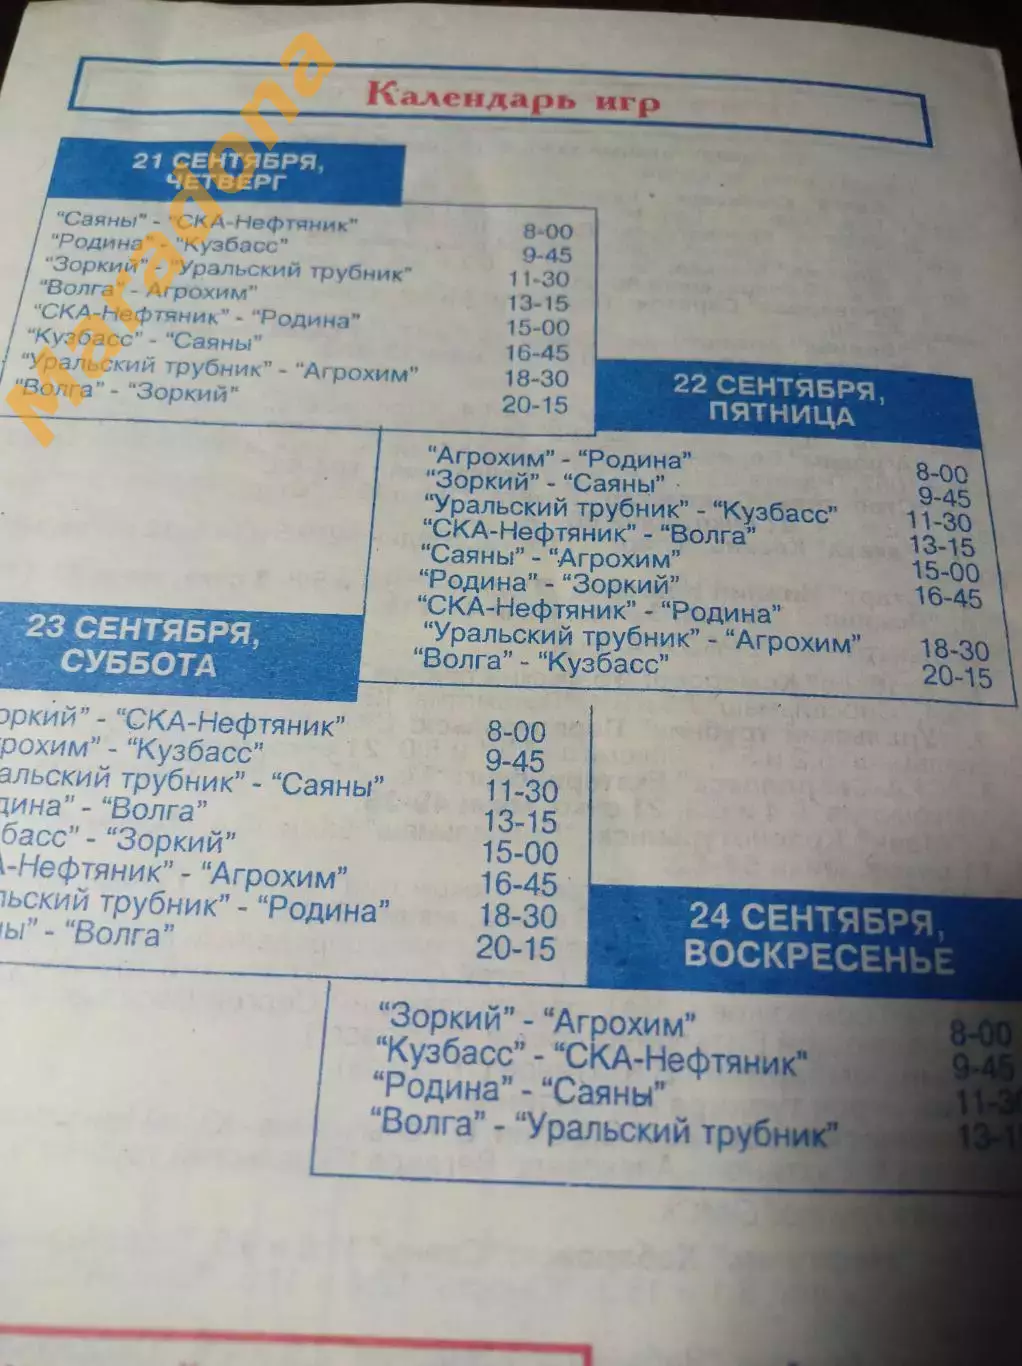 Календарь игр
21 СЕНТЯБРЯ,
ЧЕТВЕРГ
"Саяны" - "СКА-Нефтяник" 8-00
"Родина" - "Кузбасс" 9-45
"Зоркий" - "Уральский трубник" 11-30
"Волга" - Агрохим" 13-15
"СКА-Нефтяник" - "Родина" 15-00
"Кузбасс" - "Саяны" 16-45
"Уральский трубник" - "Агрохим" 18-30
"Волга" - "Зоркий" 20-15
22 СЕНТЯБРЯ,
ПЯТНИЦА
"Агрохим" - "Родина" 8-00
"Зоркий" - "Саяны" 9-45
"Уральский трубник" - "Кузбасс" 11-30
"СКА-Нефтяник" - "Волга" 13-15
"Саяны" - "Агрохим" 15-00
"Родина" - "Зоркий" 16-45
"СКА-Нефтяник" - "Родина"
"Уральский трубник" - "Агрохим" 18-30
"Волга" - "Кузбасс" 20-15
23 СЕНТЯБРЯ,
СУББОТА
оркий" - "СКА-Нефтяник" 8-00
рохим" - "Кузбасс" 9-45
альский трубник" - "Саяны" 11-30
дина" - "Волга" 13-15
басс" - "Зоркий" 15-00
А-Нефтяник" - "Агрохим" 16-45
льский трубник" - "Родина" 18-30
ны" - "Волга" 20-15
24 СЕНТЯБРЯ,
ВОСКРЕСЕНЬЕ
"Зоркий" - "Агрохим" 8-00
"Кузбасс" - "СКА-Нефтяник" 9-45
"Родина" - "Саяны" 11-3
"Волга" - "Уральский трубник" 13-1
Maradona